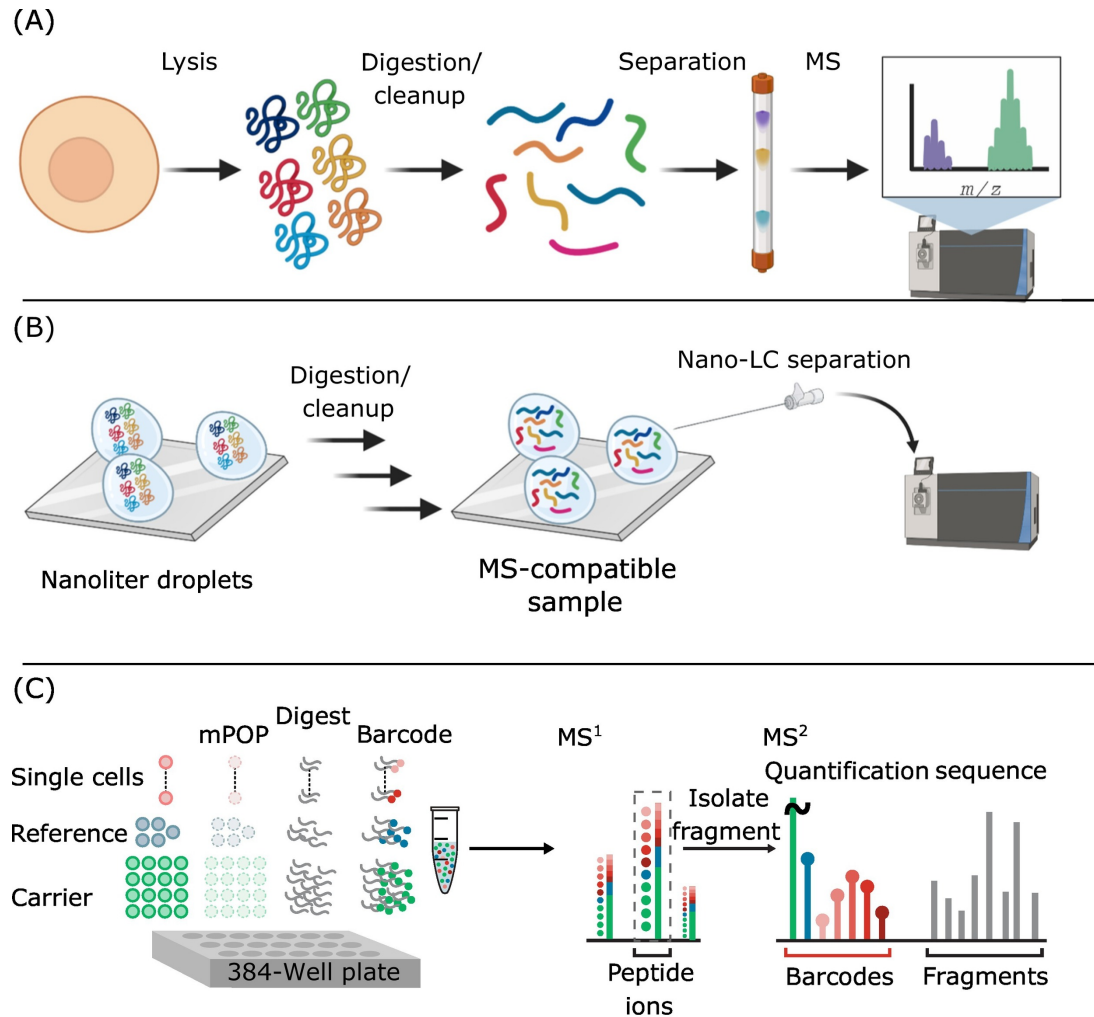 (A)
Lysis
Digestion/
cleanup
Separation
MS
m/z
(B)
Digestion/
cleanup
Nano-LC separation
Nanoliter droplets
MS-compatible
sample
(C)
mPOP
Digest
Barcode
Single cells
Reference
Carrier
384-Well plate
MS¹
Peptide
ions
Isolate
fragment
MS²
Quantification sequence
Barcodes
Fragments